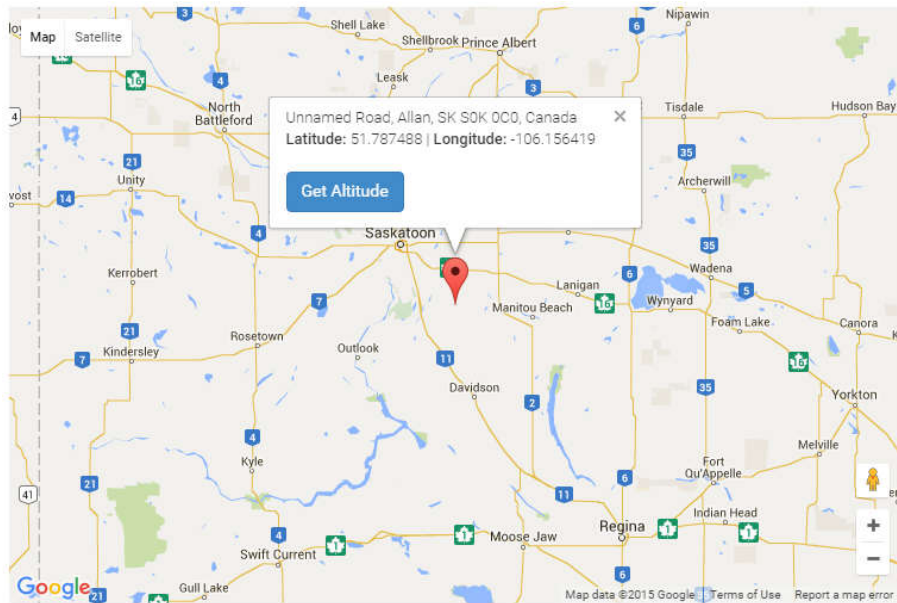 Map Satellite
Shell Lake
Nipawin
Shellbrook
Prince Albert
3
4
16
16
Leask
3
North Battleford
Tisdale
Hudson Bay
Unnamed Road, Allan, SK S0K 0C0, Canada ×
Latitude: 51.787488 | Longitude: -106.156419
Get Altitude
21
35
Unity
14
vost
Archerwill
4
Saskatoon
35
6
Wadena
5
Kerrobert
7
Lanigan
16
Wynyard
Manitou Beach
Foam Lake
Canora
21
Rosetown
Outlook
Kindersley
7
11
16
Davidson
35
2
Yorkton
4
Kyle
Melville
Fort Qu'Appelle
41
21
11
6
Indian Head
Regina
1
1
4
1
1
Moose Jaw
Swift Current
Gull Lake
6
+
−
Google
Map data ©2015 Google
Terms of Use
Report a map error